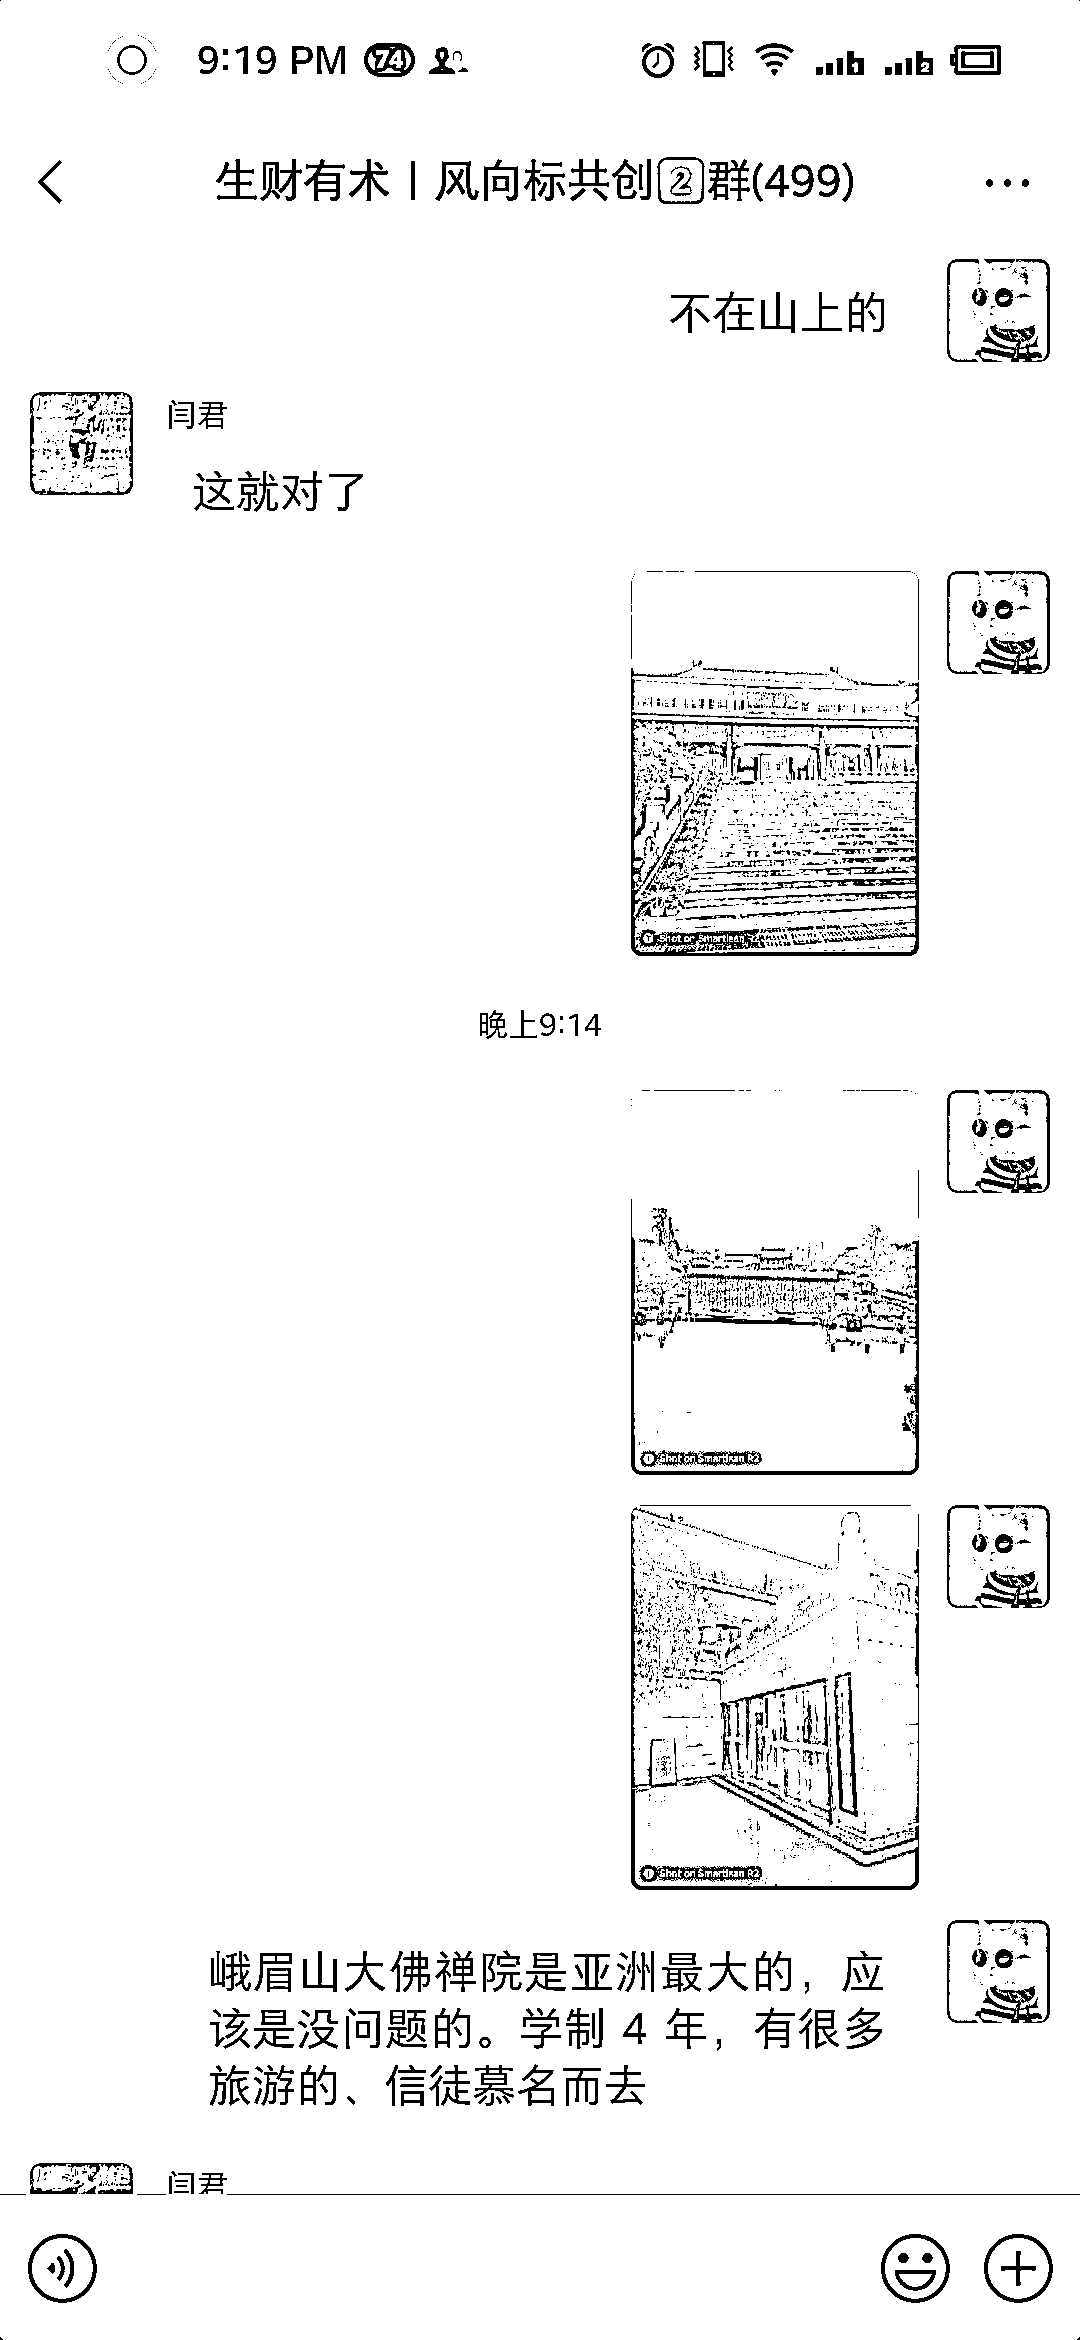 9:19 PM 74
生财有术丨风向标共创2群(499)
不在山上的
闫君
这就对了
Shot on Smartisan
晚上9:14
Shot on Smartisan R2
Shot on Smartisan R2
峨眉山大佛禅院是亚洲最大的，应
该是没问题的。学制 4 年，有很多
旅游的、信徒慕名而去
闫君